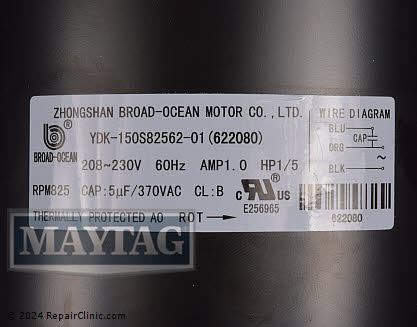 ZHONGSHAN BROAD-OCEAN MOTOR CO.,LTD.
WIRE DIAGRAM
BROAD-OCEAN
®
YDK-150S82562-01(622080)
208~230V 60Hz AMP1.0 HP1/5
RPM825 CAP:5μF/370VAC CL:B
C UR US
E256965
THERMALLY PROTECTED AO ROT
BLU
CAP
ORG
~
BLK
622080
MAYTAG
© 2024 RepairClinic.com